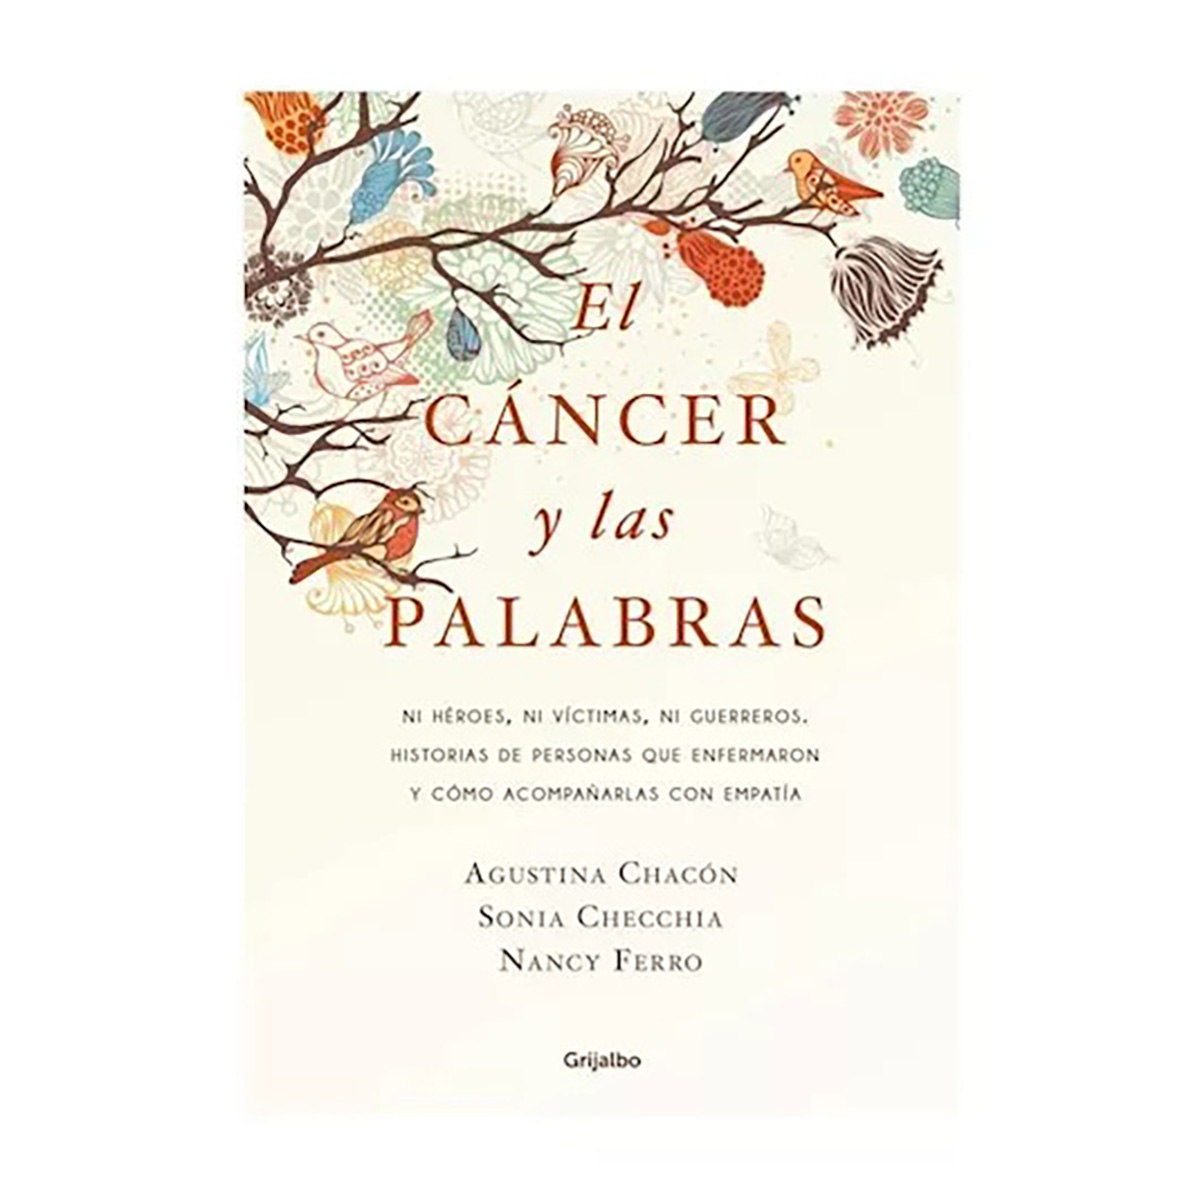 El
CÁNCER
y las
PALABRAS
NI HÉROES, NI VÍCTIMAS, NI GUERREROS.
HISTORIAS DE PERSONAS QUE ENFERMARON
Y CÓMO ACOMPAÑARLAS CON EMPATÍA
AGUSTINA CHACÓN
SONIA CHECCHIA
NANCY FERRO
Grijalbo